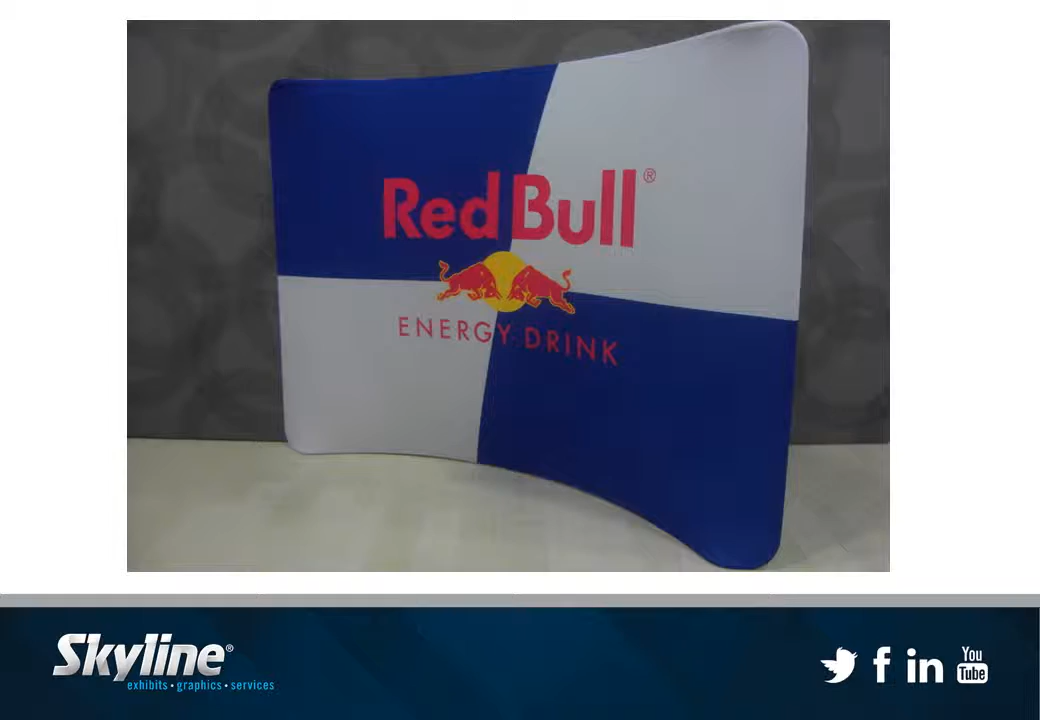 Red Bull®
ENERGY DRINK
Skyline®
exhibits • graphics • services
You
Tube